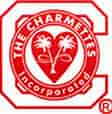 THE CHARMETTES
incorporated
®